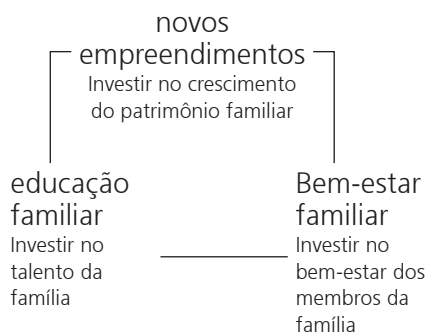 novos
empreendimentos
Investir no crescimento
do patrimônio familiar
educação
familiar
Investir no
talento da
família
Bem-estar
familiar
Investir no
bem-estar dos
membros da
família